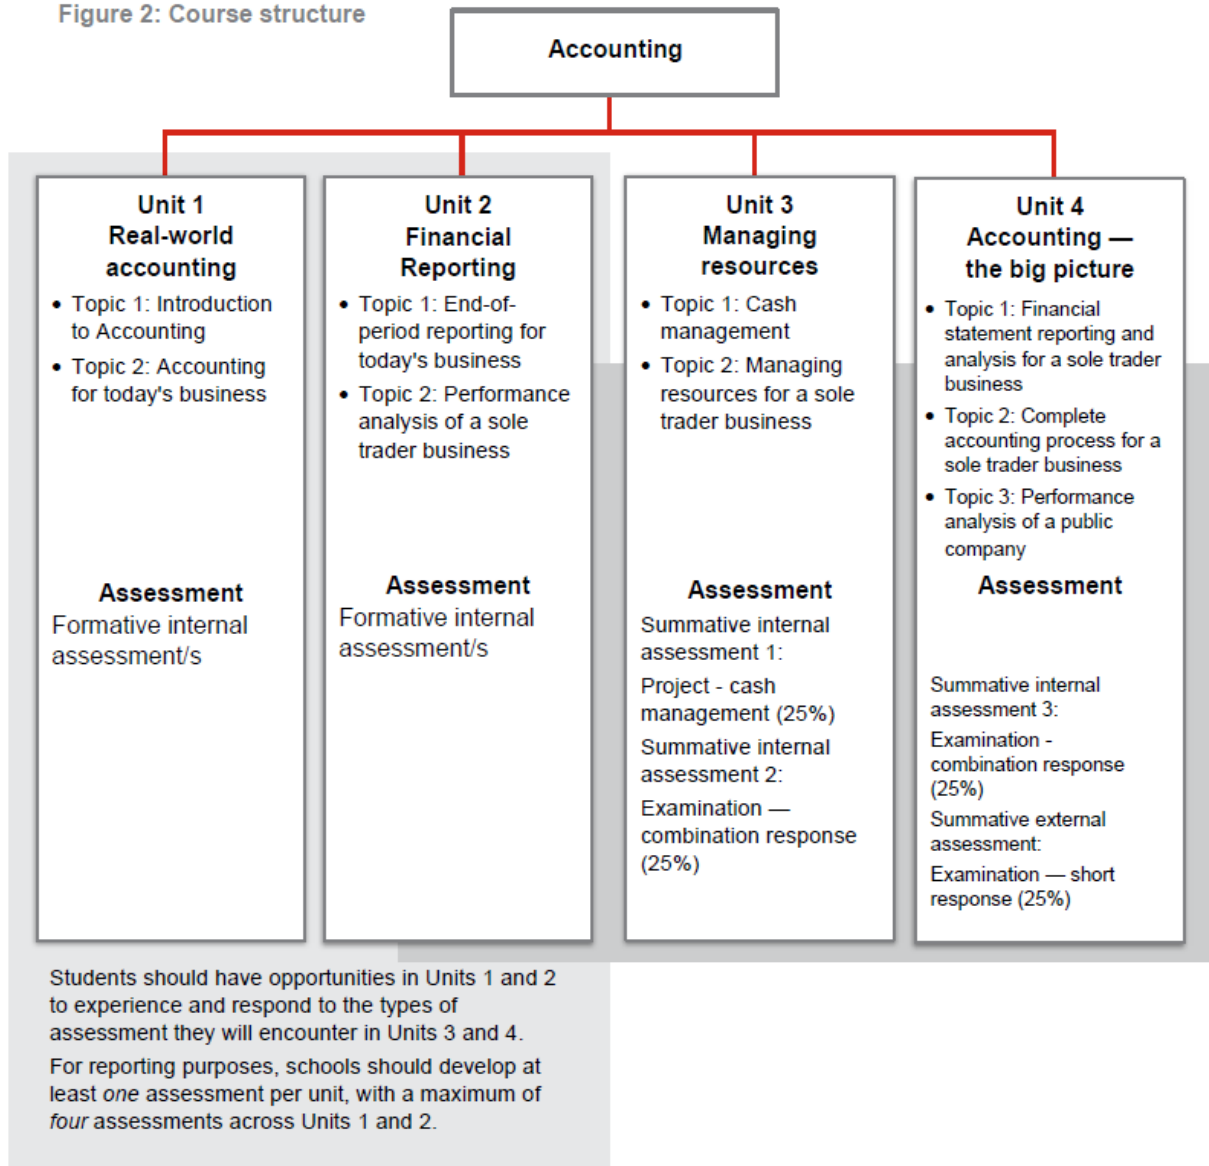 Figure 2: Course structure
Accounting
Unit 1
Real-world
accounting
• Topic 1: Introduction
to Accounting
• Topic 2: Accounting
for today's business
Assessment
Formative internal
assessment/s
Unit 2
Financial
Reporting
• Topic 1: End-of-
period reporting for
today's business
• Topic 2: Performance
analysis of a sole
trader business
Assessment
Formative internal
assessment/s
Unit 3
Managing
resources
• Topic 1: Cash
management
• Topic 2: Managing
resources for a sole
trader business
Assessment
Summative internal
assessment 1:
Project - cash
management (25%)
Summative internal
assessment 2:
Examination —
combination response
(25%)
Unit 4
Accounting —
the big picture
• Topic 1: Financial
statement reporting and
analysis for a sole trader
business
• Topic 2: Complete
accounting process for a
sole trader business
• Topic 3: Performance
analysis of a public
company
Assessment
Summative internal
assessment 3:
Examination -
combination response
(25%)
Summative external
assessment:
Examination — short
response (25%)
Students should have opportunities in Units 1 and 2
to experience and respond to the types of
assessment they will encounter in Units 3 and 4.
For reporting purposes, schools should develop at
least one assessment per unit, with a maximum of
four assessments across Units 1 and 2.